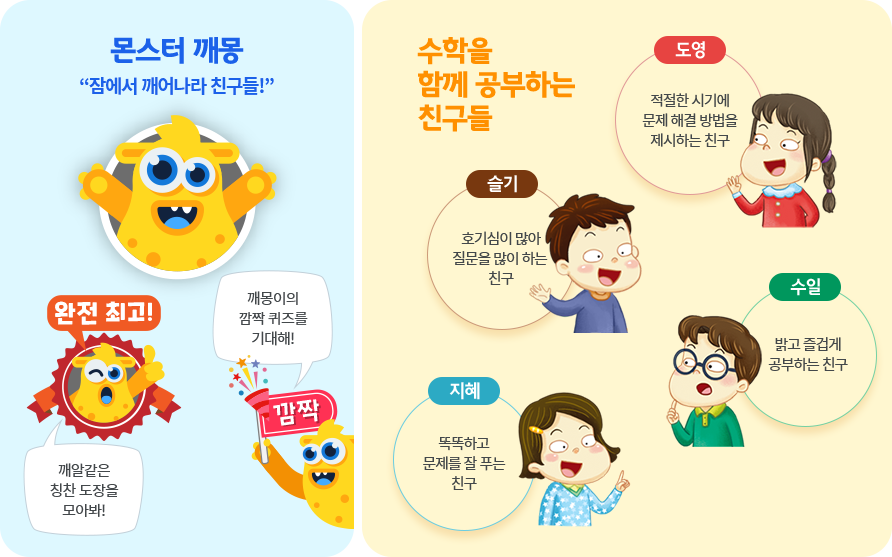 몬스터 깨몽
“잠에서 깨어나라 친구들!”
완전 최고!
깨몽이의
깜짝 퀴즈를
기대해!
깜짝
깨알같은
칭찬 도장을
모아봐!
수학을
함께 공부하는
친구들
도영
적절한 시기에
문제 해결 방법을
제시하는 친구
슬기
호기심이 많아
질문을 많이 하는
친구
수일
밝고 즐겁게
공부하는 친구
지혜
똑똑하고
문제를 잘 푸는
친구